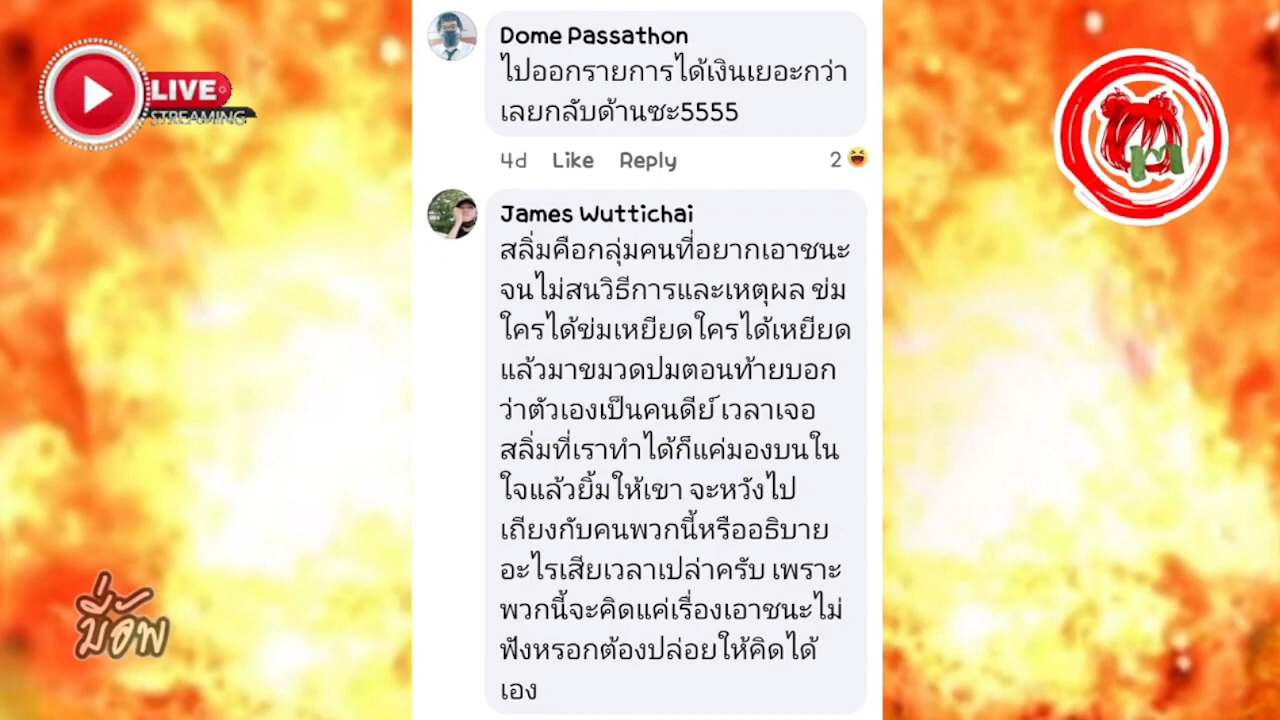 LIVE
STREAMING
Dome Passathon
ไปออกรายการได้เงินเยอะกว่า
เลยกลับด้านซะ5555
4d Like Reply 2
James Wuttichai
สลิ่มคือกลุ่มคนที่อยากเอาชนะ
จนไม่สนวิธีการและเหตุผล ข่ม
ใครได้ข่มเหยียดใครได้เหยียด
แล้วมาขมวดปมตอนท้ายบอก
ว่าตัวเองเป็นคนดีย์ เวลาเจอ
สลิ่มที่เราทำได้ก็แค่มองบนใน
ใจแล้วยิ้มให้เขา จะหวังไป
เถียงกับคนพวกนี้หรืออธิบาย
อะไรเสียเวลาเปล่าครับ เพราะ
พวกนี้จะคิดแค่เรื่องเอาชนะไม่
ฟังหรอกต้องปล่อยให้คิดได้
เอง